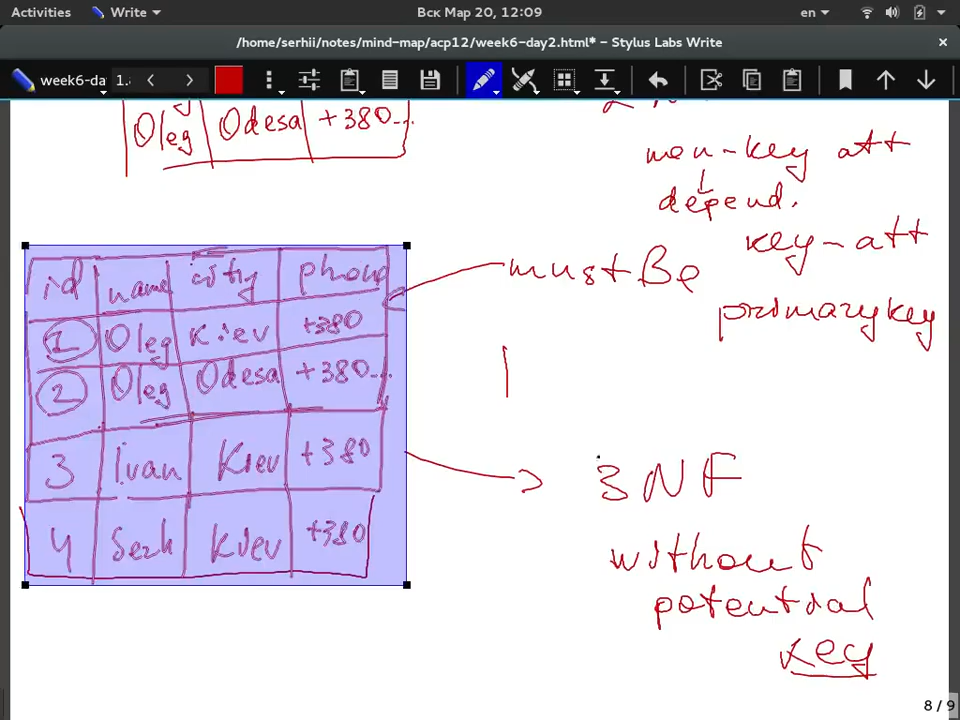 Activities Write Вск Мар 20, 12:09 en
/home/serhii/notes/mind-map/acp12/week6-day2.html* – Stylus Labs Write
week6-da 1.
Oleg Odesa +380...
non-key att
depend.
key-att
must Be
primary key
id name city phone
1 Oleg Kiev +380
2 Oleg Odesa +380...
3 Ivan Kiev +380
4 Serh Kiev +380
3NF
without
potential
key
8 / 9